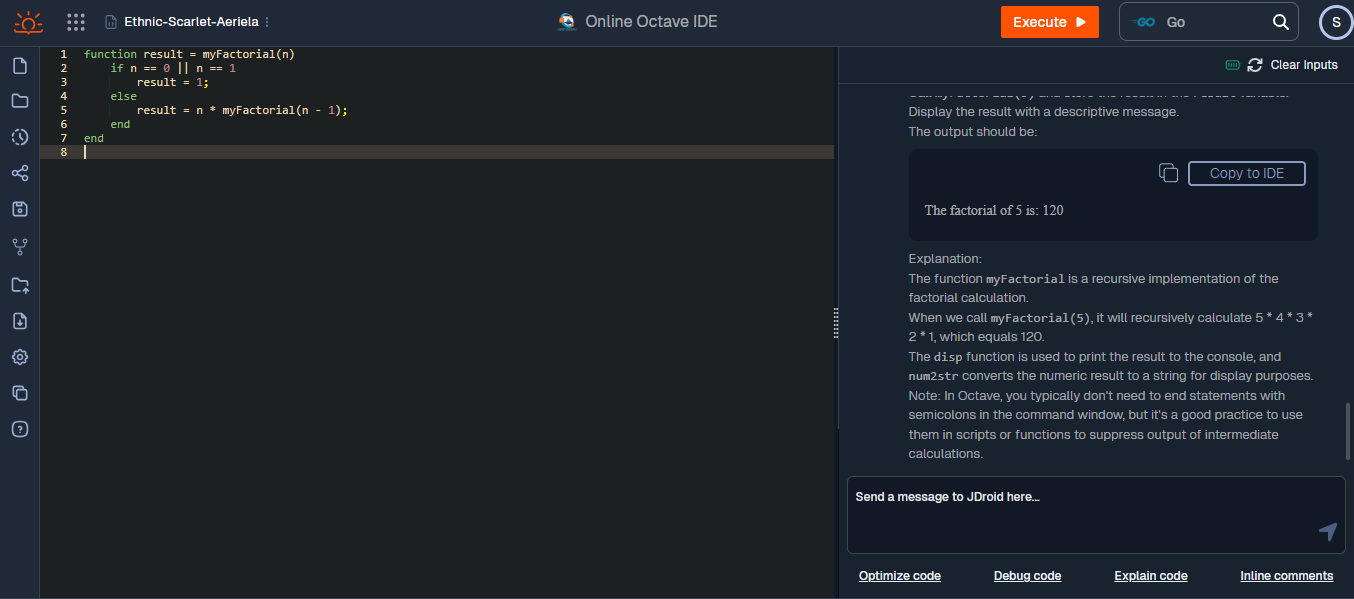 Ethnic-Scarlet-Aeriela
Online Octave IDE
Execute
GO Go
S
1 function result = myFactorial(n)
2 if n == 0 || n == 1
3 result = 1;
4 else
5 result = n * myFactorial(n - 1);
6 end
7 end
8
Clear Inputs
Display the result with a descriptive message.
The output should be:
Copy to IDE
The factorial of 5 is: 120
Explanation:
The function myFactorial is a recursive implementation of the
factorial calculation.
When we call myFactorial(5), it will recursively calculate 5 * 4 * 3 *
2 * 1, which equals 120.
The disp function is used to print the result to the console, and
num2str converts the numeric result to a string for display purposes.
Note: In Octave, you typically don't need to end statements with
semicolons in the command window, but it's a good practice to use
them in scripts or functions to suppress output of intermediate
calculations.
Send a message to JDroid here...
Optimize code
Debug code
Explain code
Inline comments